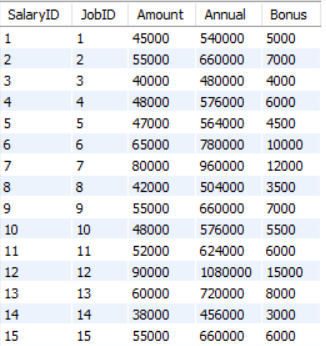 SalaryID JobID Amount Annual Bonus
1 1 45000 540000 5000
2 2 55000 660000 7000
3 3 40000 480000 4000
4 4 48000 576000 6000
5 5 47000 564000 4500
6 6 65000 780000 10000
7 7 80000 960000 12000
8 8 42000 504000 3500
9 9 55000 660000 7000
10 10 48000 576000 5500
11 11 52000 624000 6000
12 12 90000 1080000 15000
13 13 60000 720000 8000
14 14 38000 456000 3000
15 15 55000 660000 6000